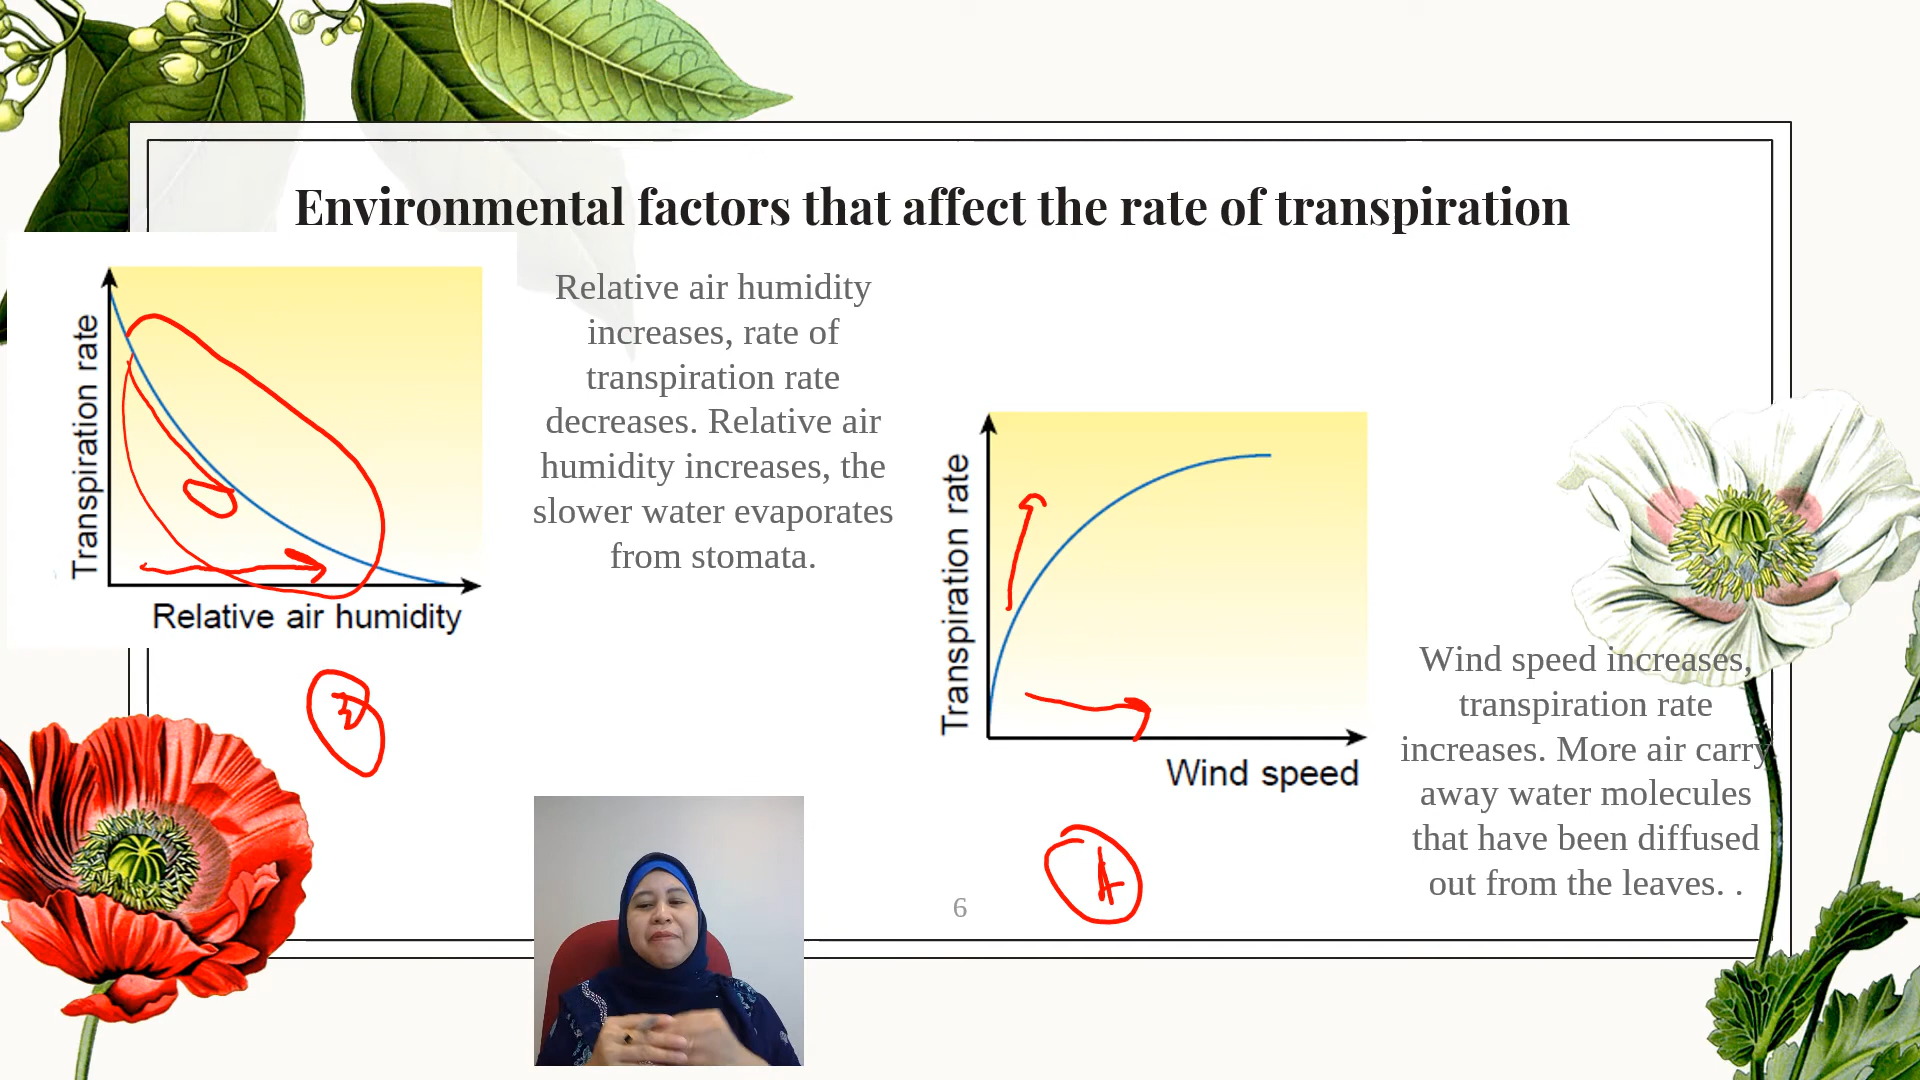 Environmental factors that affect the rate of transpiration
Transpiration rate
Relative air humidity
Relative air humidity
increases, rate of
transpiration rate
decreases. Relative air
humidity increases, the
slower water evaporates
from stomata.
Transpiration rate
Wind speed
Wind speed increases,
transpiration rate
increases. More air carry
away water molecules
that have been diffused
out from the leaves. .
6